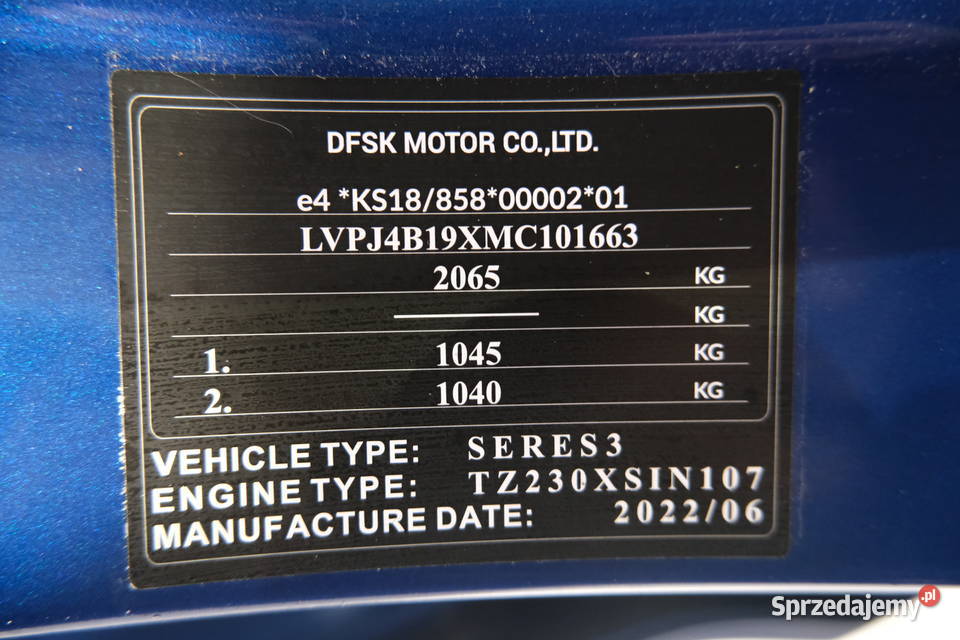 DFSK MOTOR CO.,LTD.
e4 *KS18/858*00002*01
LVPJ4B19XMC101663
2065 KG
KG
1. 1045 KG
2. 1040 KG
VEHICLE TYPE: SERES3
ENGINE TYPE: TZ230XSIN107
MANUFACTURE DATE: 2022/06
Sprzedajemy.pl